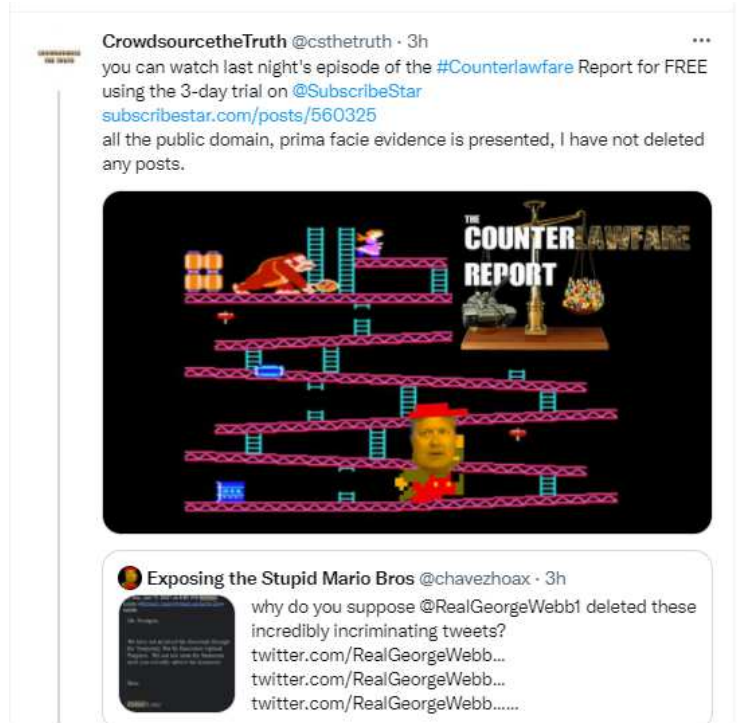 CrowdsourcetheTruth @csthetruth · 3h
you can watch last night's episode of the #Counterlawfare Report for FREE
using the 3-day trial on @SubscribeStar
subscribestar.com/posts/560325
all the public domain, prima facie evidence is presented, I have not deleted
any posts.
THE
COUNTERLAWFARE
REPORT
Exposing the Stupid Mario Bros @chavezhoax · 3h
why do you suppose @RealGeorgeWebb1 deleted these
incredibly incriminating tweets?
twitter.com/RealGeorgeWebb...
twitter.com/RealGeorgeWebb...
twitter.com/RealGeorgeWebb......